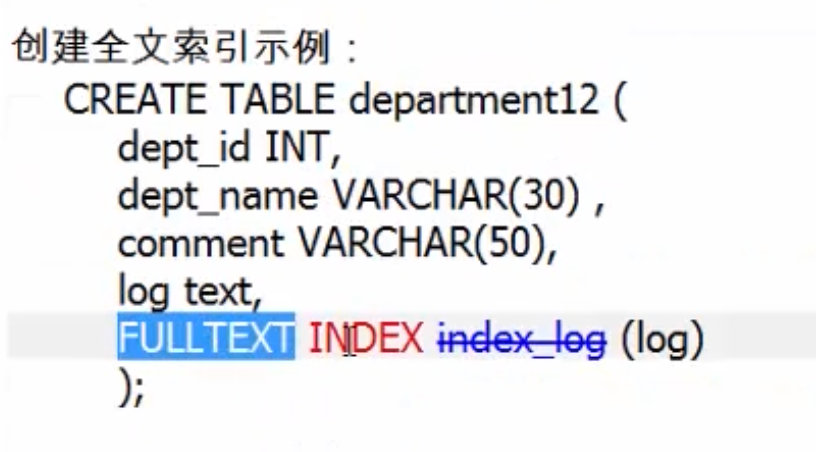 创建全文索引示例：
CREATE TABLE department12 (
dept_id INT,
dept_name VARCHAR(30) ,
comment VARCHAR(50),
log text,
FULLTEXT INDEX index_log (log)
);